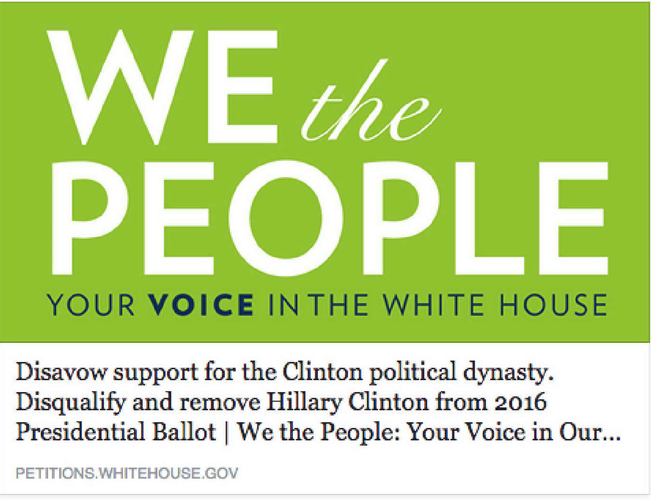 WE the
PEOPLE
YOUR VOICE IN THE WHITE HOUSE
Disavow support for the Clinton political dynasty.
Disqualify and remove Hillary Clinton from 2016
Presidential Ballot | We the People: Your Voice in Our...
PETITIONS.WHITEHOUSE.GOV